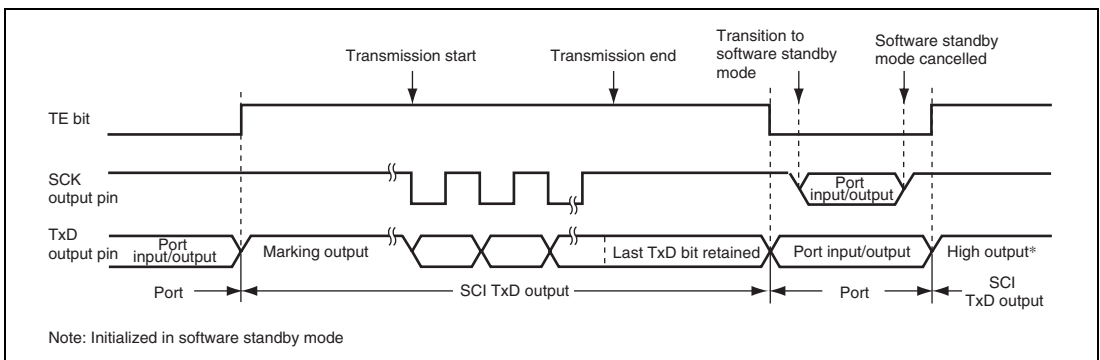 Transmission start
Transmission end
Transition to
software standby
mode
Software standby
mode cancelled
TE bit
SCK
output pin
Port
input/output
TxD
output pin
Port
input/output
Marking output
Last TxD bit retained
Port input/output
High output*
Port
SCI TxD output
Port
SCI
TxD output
Note: Initialized in software standby mode